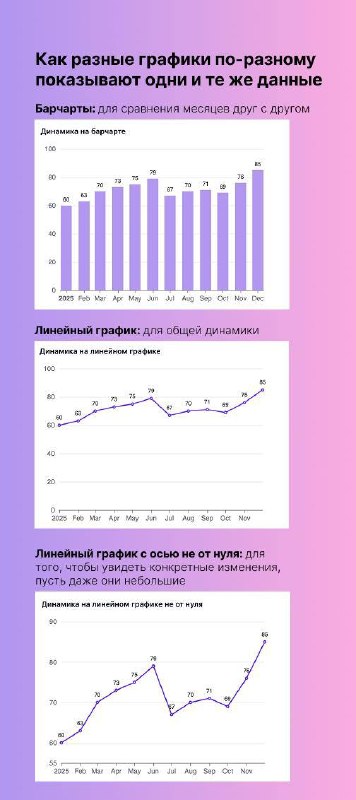 Как разные графики по-разному
показывают одни и те же данные
Барчарты: для сравнения месяцев друг с другом
Динамика на барчарте
100
80
60
40
20
0
60 63 70 73 75 79 67 70 71 69 76 85
2025 Feb Mar Apr May Jun Jul Aug Sep Oct Nov Dec
Линейный график: для общей динамики
Динамика на линейном графике
100
80
60
40
20
0
60 63 70 73 75 79 67 70 71 69 76 85
2025 Feb Mar Apr May Jun Jul Aug Sep Oct Nov
Линейный график с осью не от нуля: для
того, чтобы увидеть конкретные изменения,
пусть даже они небольшие
Динамика на линейном графике не от нуля
90
80
70
60
55
60 63 70 73 75 79 67 70 71 69 76 85
2025 Feb Mar Apr May Jun Jul Aug Sep Oct Nov